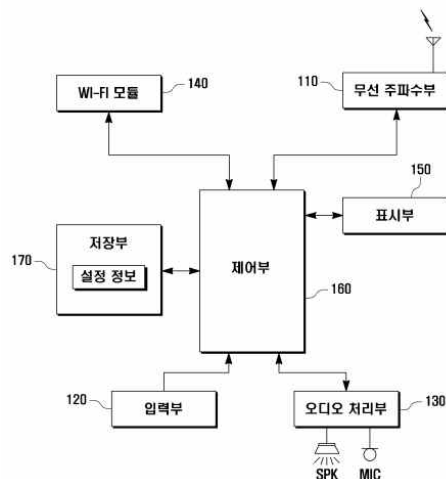 WI-FI 모듈
140
110
무선 주파수부
150
표시부
저장부
170
설정 정보
제어부
160
120
입력부
오디오 처리부
130
SPK
MIC